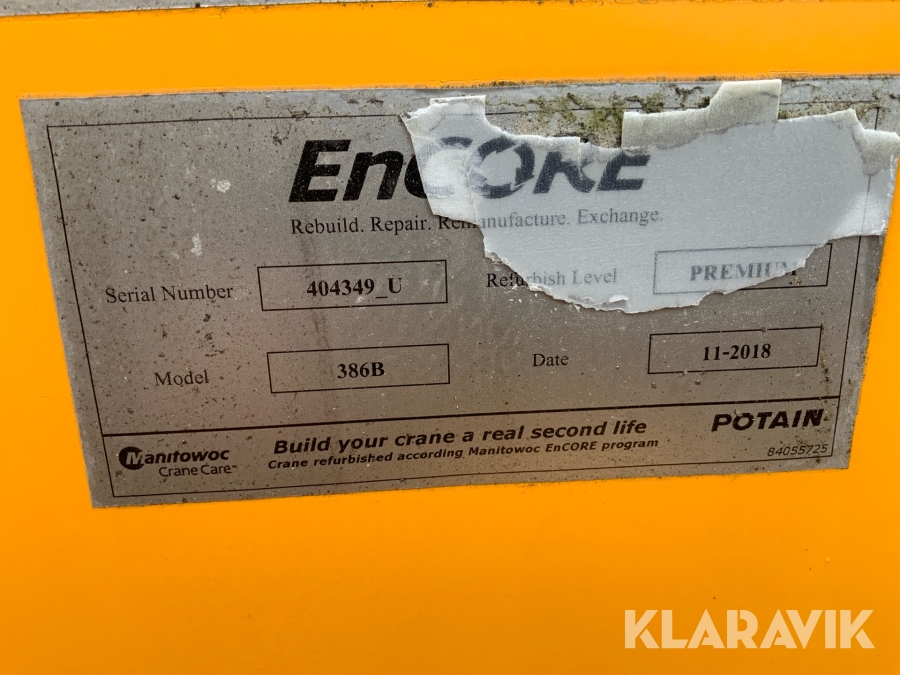 EnCORE
Rebuild. Repair. Remanufacture. Exchange.
Serial Number 404349_U Refurbish Level PREMIUM
Model 386B Date 11-2018
Manitowoc
Crane Care
Build your crane a real second life
Crane refurbished according Manitowoc EnCORE program
POTAIN
84055725
KLARAVIK